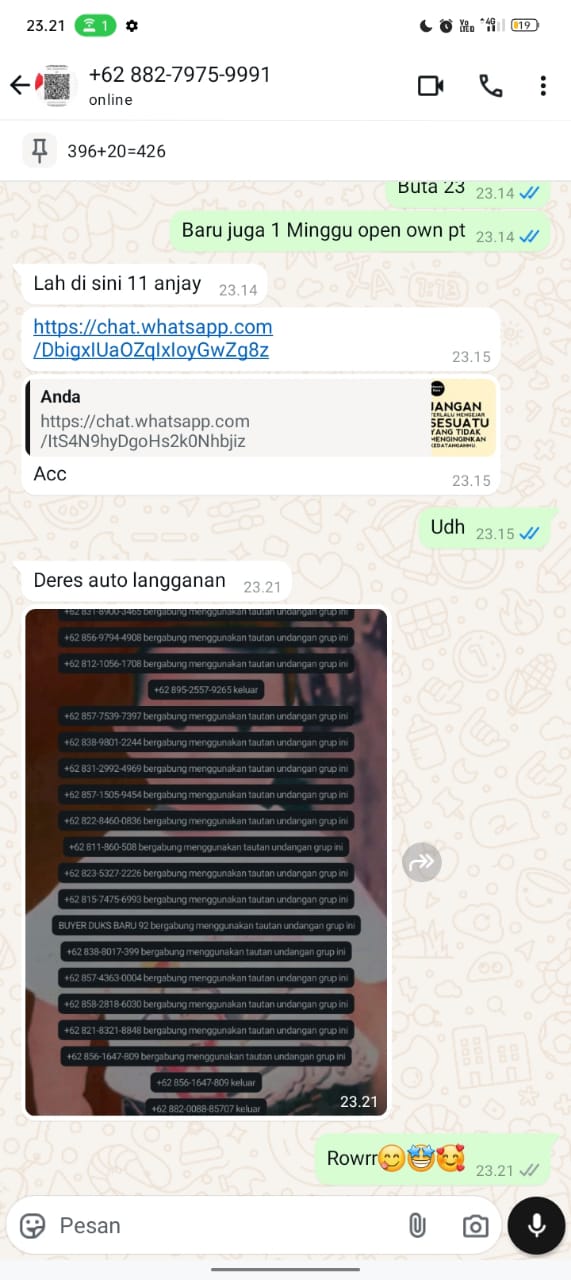 23.21 1 Vo LTE 4G 19
+62 882-7975-9991
online
396+20=426
Buta 23 23.14
Baru juga 1 Minggu open own pt 23.14
Lah di sini 11 anjay 23.14
https://chat.whatsapp.com
/DbigxIUaOZqIxIoyGwZg8z 23.15
Anda
https://chat.whatsapp.com
/ItS4N9hyDgoHs2k0Nhbjiz
JANGAN
TERLALU MENGEJAR
SESUATU
YANG TIDAK
MENGINGINKAN
KEDATANGANMU.
Acc 23.15
Udh 23.15
Deres auto langganan 23.21
+62 831-8900-3465 bergabung menggunakan tautan undangan grup ini
+62 856-9794-4908 bergabung menggunakan tautan undangan grup ini
+62 812-1056-1708 bergabung menggunakan tautan undangan grup ini
+62 895-2557-9265 keluar
+62 857-7539-7397 bergabung menggunakan tautan undangan grup ini
+62 838-9801-2244 bergabung menggunakan tautan undangan grup ini
+62 831-2992-4969 bergabung menggunakan tautan undangan grup ini
+62 857-1505-9454 bergabung menggunakan tautan undangan grup ini
+62 822-8460-0836 bergabung menggunakan tautan undangan grup ini
+62 811-860-508 bergabung menggunakan tautan undangan grup ini
+62 823-5327-2226 bergabung menggunakan tautan undangan grup ini
+62 815-7475-6993 bergabung menggunakan tautan undangan grup ini
BUYER DUKS BARU 92 bergabung menggunakan tautan undangan grup ini
+62 838-8017-399 bergabung menggunakan tautan undangan grup ini
+62 857-4363-0004 bergabung menggunakan tautan undangan grup ini
+62 858-2818-6030 bergabung menggunakan tautan undangan grup ini
+62 821-8321-8848 bergabung menggunakan tautan undangan grup ini
+62 856-1647-809 bergabung menggunakan tautan undangan grup ini
+62 856-1647-809 keluar
+62 882-0088-85707 keluar
23.21
Rowrr😋🤩🥰 23.21
Pesan